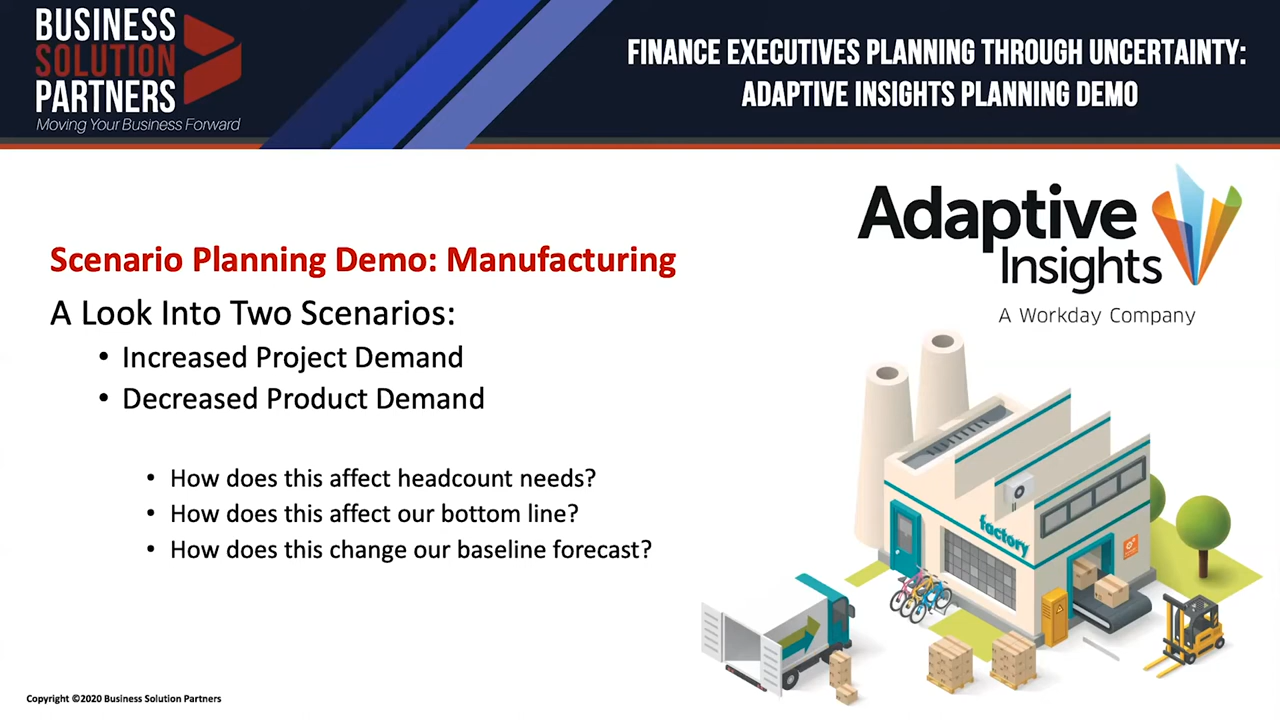 BUSINESS
SOLUTION
PARTNERS
Moving Your Business Forward
FINANCE EXECUTIVES PLANNING THROUGH UNCERTAINTY:
ADAPTIVE INSIGHTS PLANNING DEMO
Adaptive
Insights
A Workday Company
Scenario Planning Demo: Manufacturing
A Look Into Two Scenarios:
• Increased Project Demand
• Decreased Product Demand
• How does this affect headcount needs?
• How does this affect our bottom line?
• How does this change our baseline forecast?
factory
Copyright ©2020 Business Solution Partners